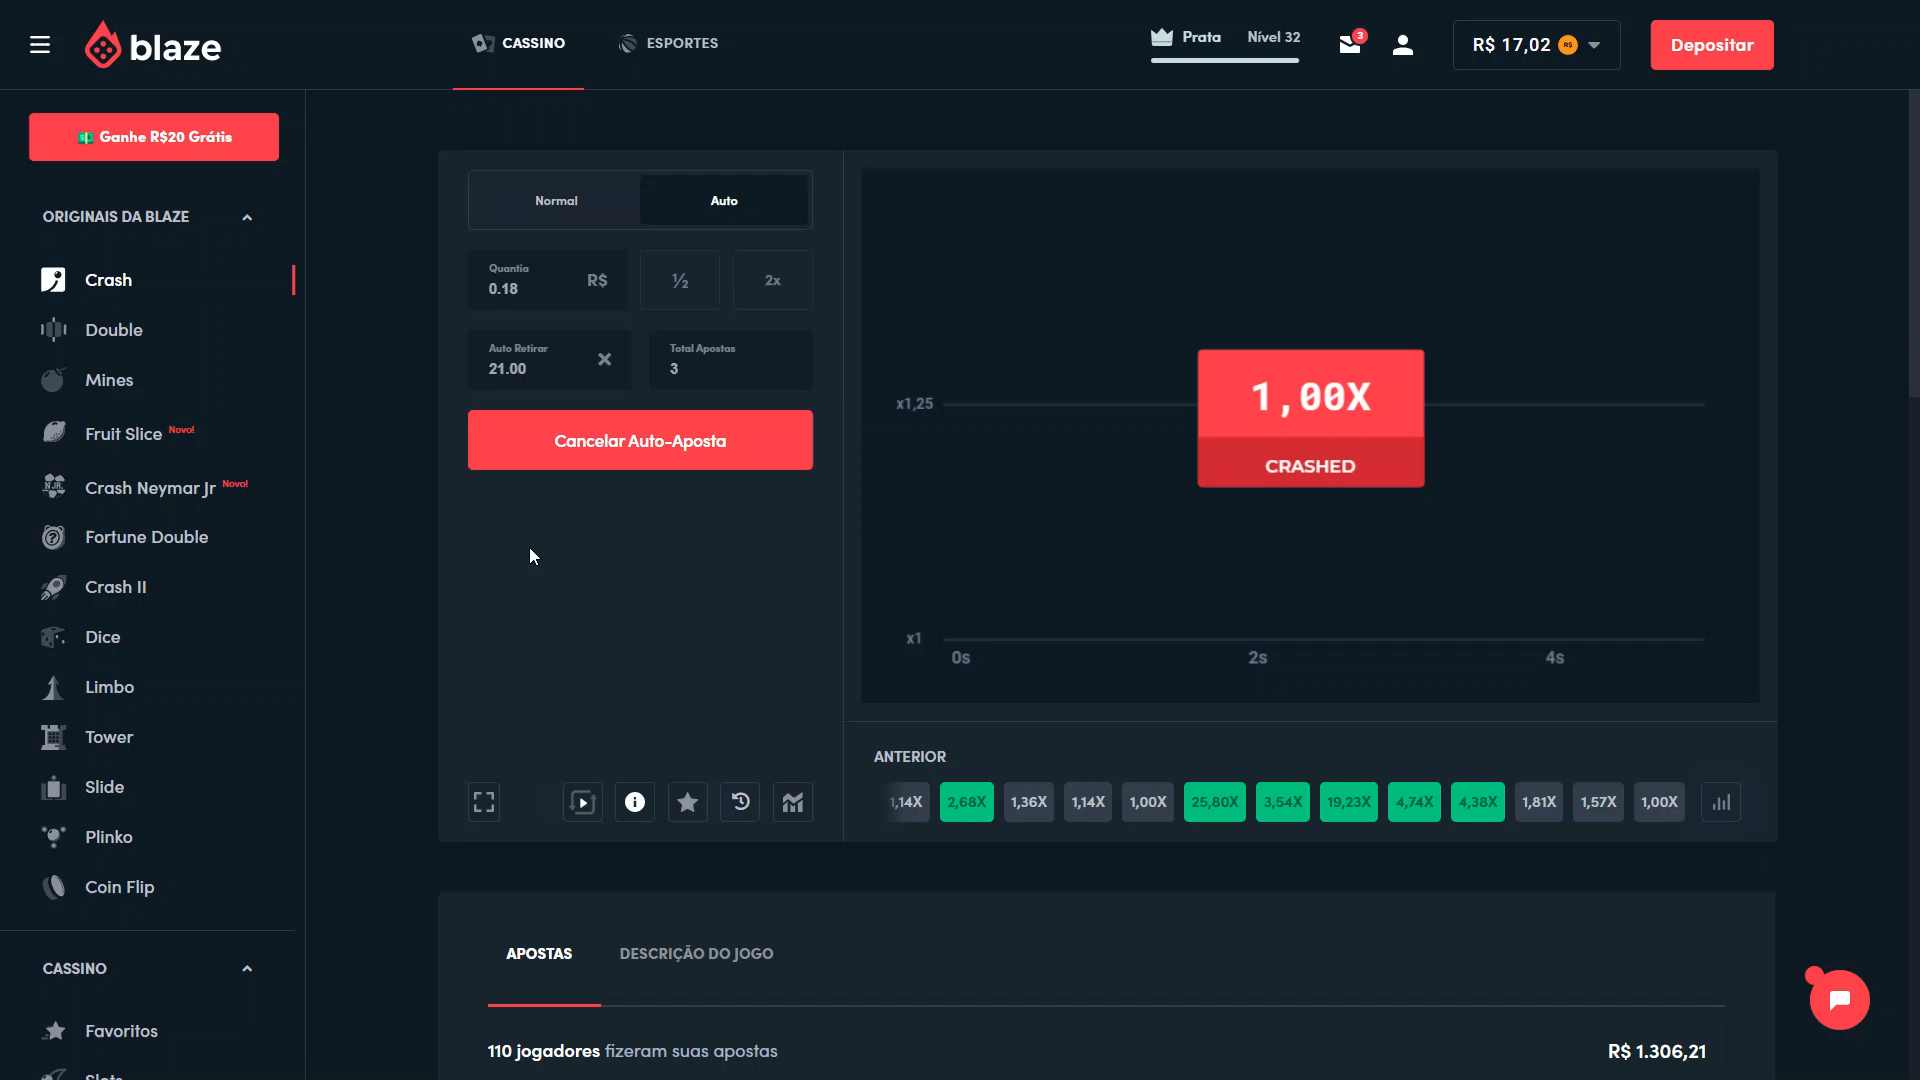 blaze
CASSINO
ESPORTES
Prata
Nível 32
3
R$ 17,02
R$
Depositar
Ganhe R$20 Grátis
ORIGINAIS DA BLAZE
Crash
Double
Mines
Fruit Slice Novo!
Crash Neymar Jr Novo!
Fortune Double
Crash II
Dice
Limbo
Tower
Slide
Plinko
Coin Flip
CASSINO
Favoritos
Normal
Auto
Quantia
0.18
R$
½
2x
Auto Retirar
21.00
Total Apostas
3
Cancelar Auto-Aposta
1,00X
CRASHED
x1,25
x1
0s
2s
4s
ANTERIOR
1,14X
2,68X
1,36X
1,14X
1,00X
25,80X
3,54X
19,23X
4,74X
4,38X
1,81X
1,57X
1,00X
APOSTAS
DESCRIÇÃO DO JOGO
110 jogadores fizeram suas apostas
R$ 1.306,21